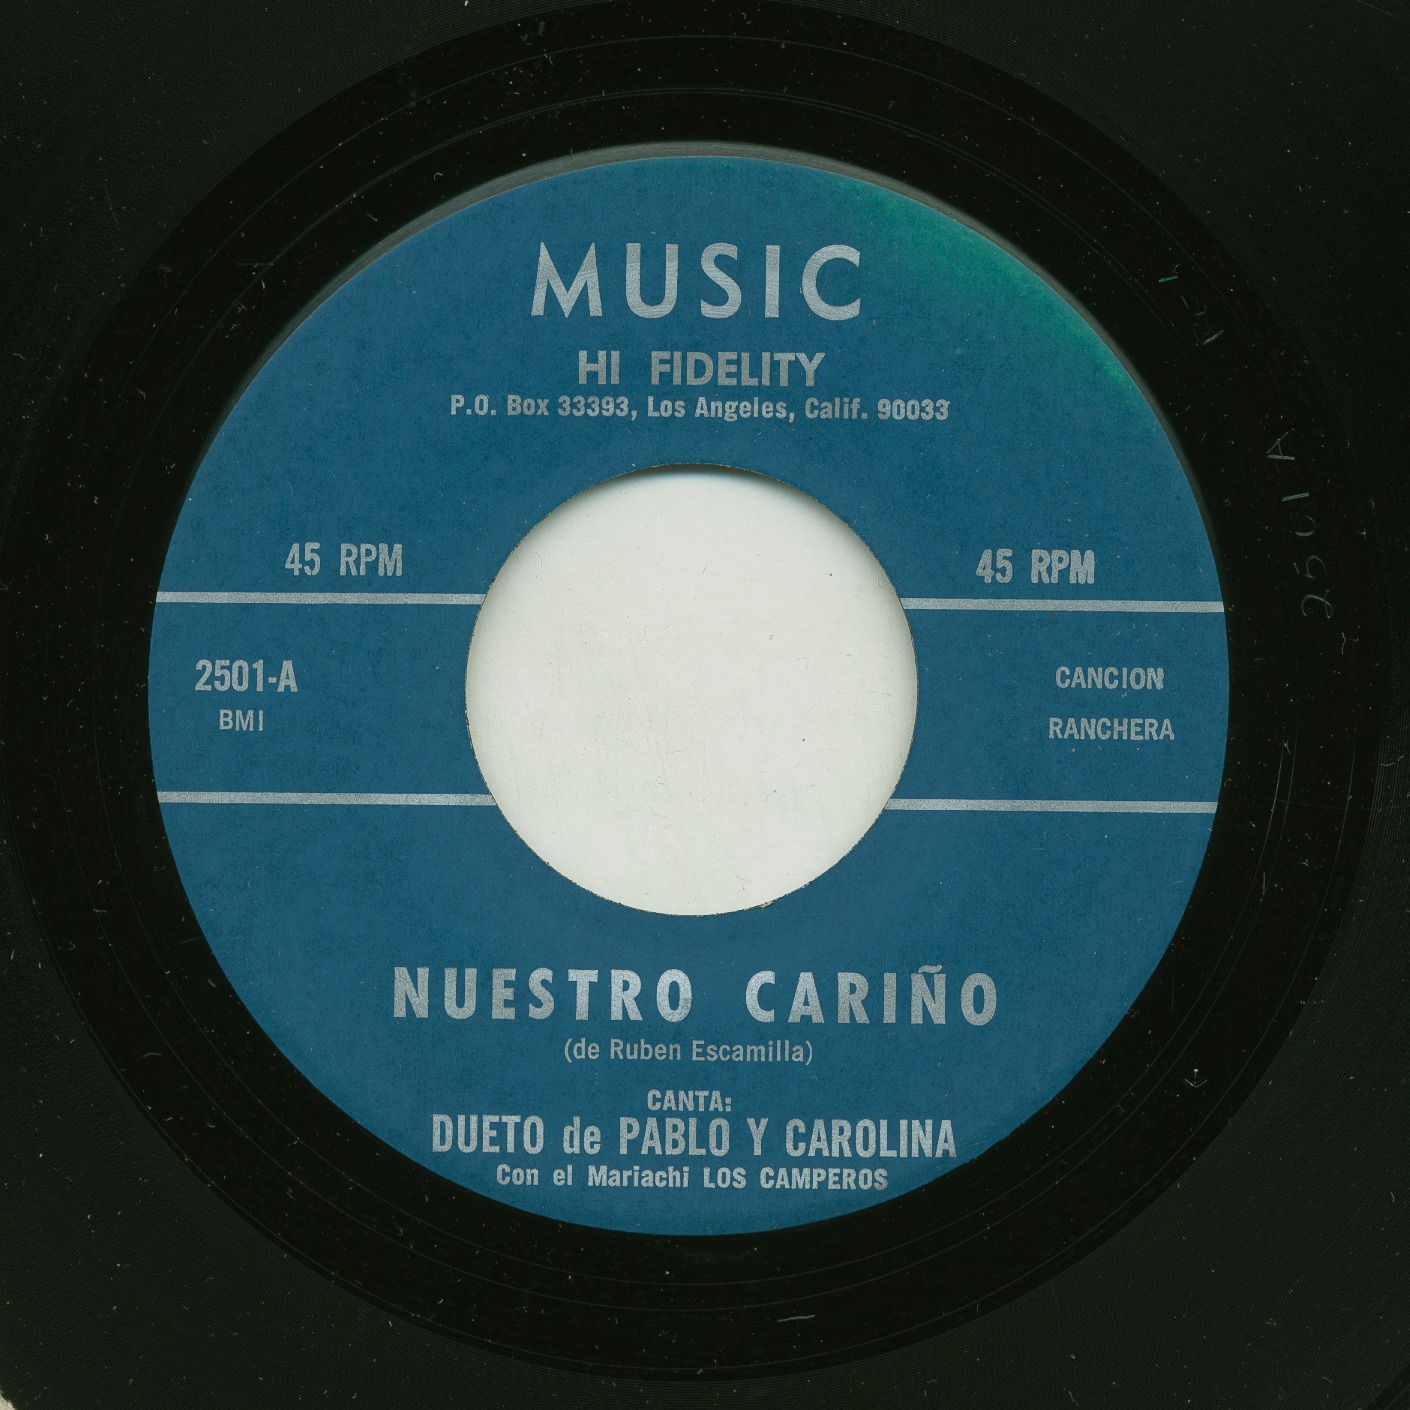 MUSIC
HI FIDELITY
P.O. Box 33393, Los Angeles, Calif. 90033
45 RPM
45 RPM
2501-A
BMI
CANCION
RANCHERA
NUESTRO CARIÑO
(de Ruben Escamilla)
CANTA:
DUETO de PABLO Y CAROLINA
Con el Mariachi LOS CAMPEROS
2501 A